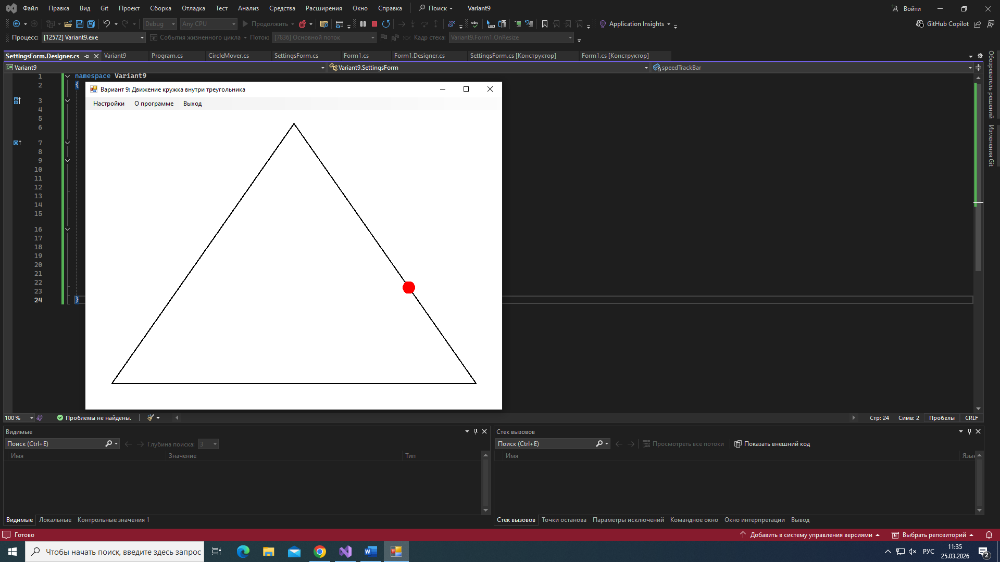 Файл Правка Вид Git Проект Сборка Отладка Тест Анализ Средства Расширения Окно Справка Поиск Variant9 Войти
Debug Any CPU Продолжить abc Application Insights GitHub Copilot
Процесс: [12572] Variant9.exe События жизненного цикла Поток: [7836] Основной поток Кадр стека: Variant9.Form1.OnResize
SettingsForm.Designer.cs Variant9 Program.cs CircleMover.cs SettingsForm.cs Form1.cs Form1.Designer.cs SettingsForm.cs [Конструктор] Form1.cs [Конструктор]
C# Variant9 Variant9.SettingsForm speedTrackBar
Обозреватель решений
Изменения Git
1 namespace Variant9
2 {
3
4
5
6
7
8
9
10
11
12
13
14
15
16
17
18
19
20
21
22
23
24 }
Вариант 9: Движение кружка внутри треугольника
Настройки О программе Выход
100 % Проблемы не найдены. Стр: 24 Симв: 2 Пробелы CRLF
Видимые
Поиск (Ctrl+E) Глубина поиска: 3
Имя Значение Тип
Видимые Локальные Контрольные значения 1
Стек вызовов
Поиск (Ctrl+E) Просмотреть все потоки Показать внешний код
Имя Язык
Стек вызовов Точки останова Параметры исключений Командное окно Окно интерпретации Вывод
Готово Добавить в систему управления версиями Выбрать репозиторий
Чтобы начать поиск, введите здесь запрос
РУС
11:35
25.03.2026
2